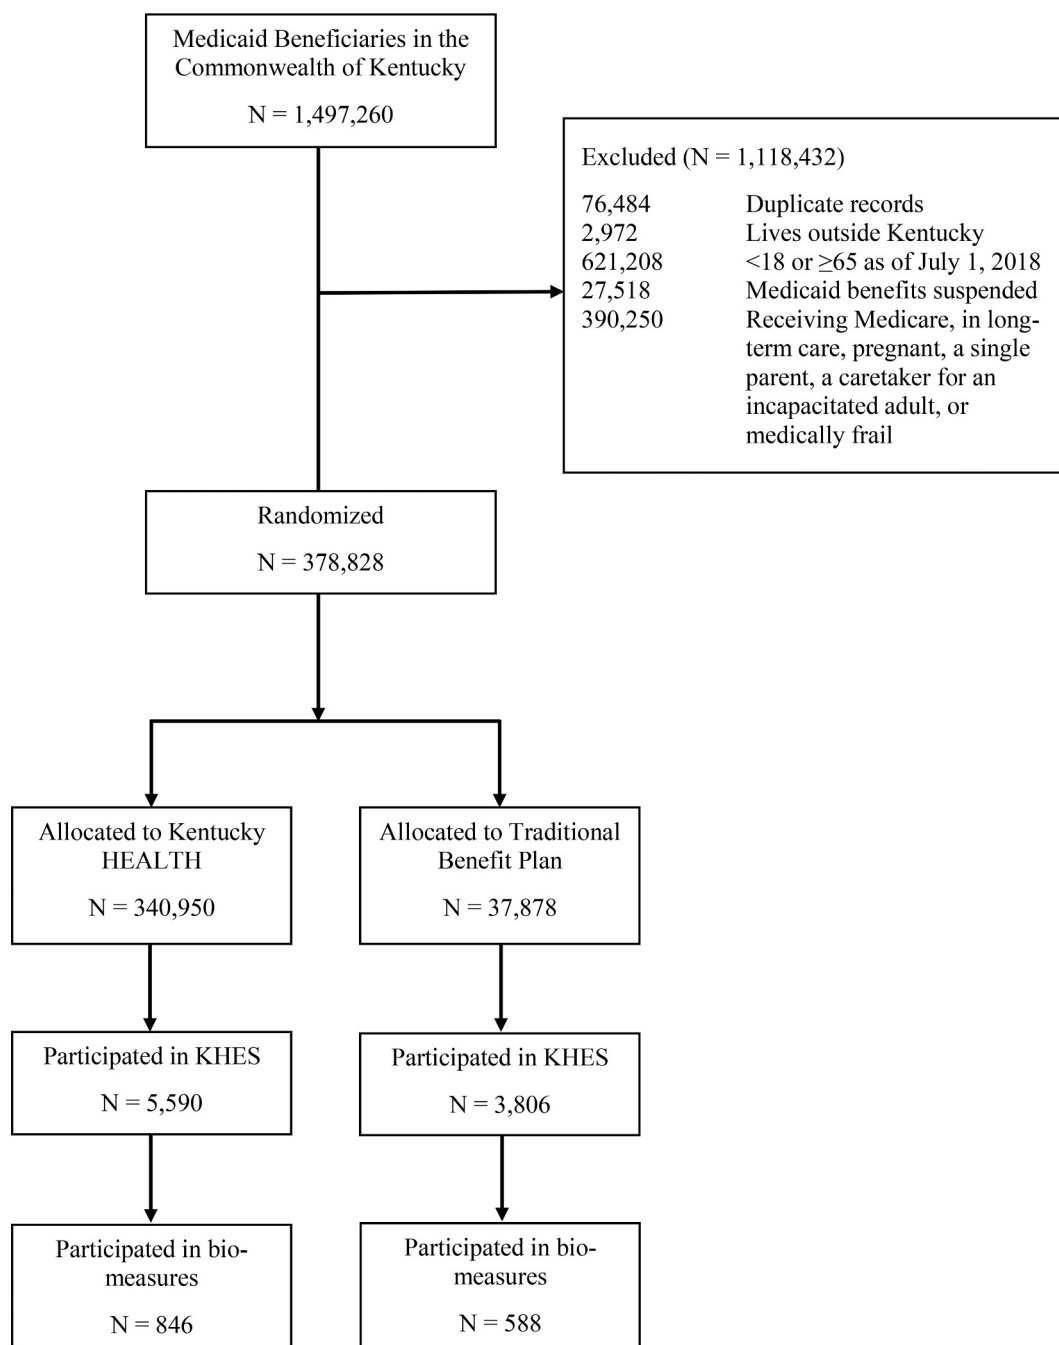 Medicaid Beneficiaries in the
Commonwealth of Kentucky
N = 1,497,260
Excluded (N = 1,118,432)
76,484 Duplicate records
2,972 Lives outside Kentucky
621,208 <18 or ≥65 as of July 1, 2018
27,518 Medicaid benefits suspended
390,250 Receiving Medicare, in long-
term care, pregnant, a single
parent, a caretaker for an
incapacitated adult, or
medically frail
Randomized
N = 378,828
Allocated to Kentucky
HEALTH
N = 340,950
Allocated to Traditional
Benefit Plan
N = 37,878
Participated in KHES
N = 5,590
Participated in KHES
N = 3,806
Participated in bio-
measures
N = 846
Participated in bio-
measures
N = 588